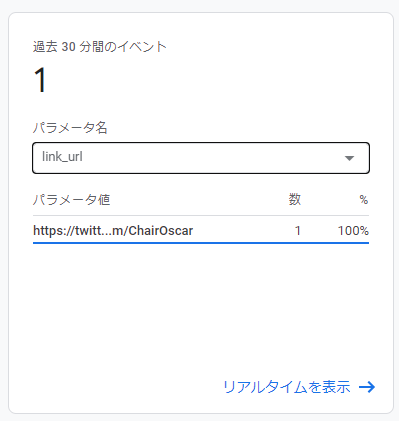 過去 30 分間のイベント
1
パラメータ名
link_url
パラメータ値 数 %
https://twitt...m/ChairOscar 1 100%
リアルタイムを表示